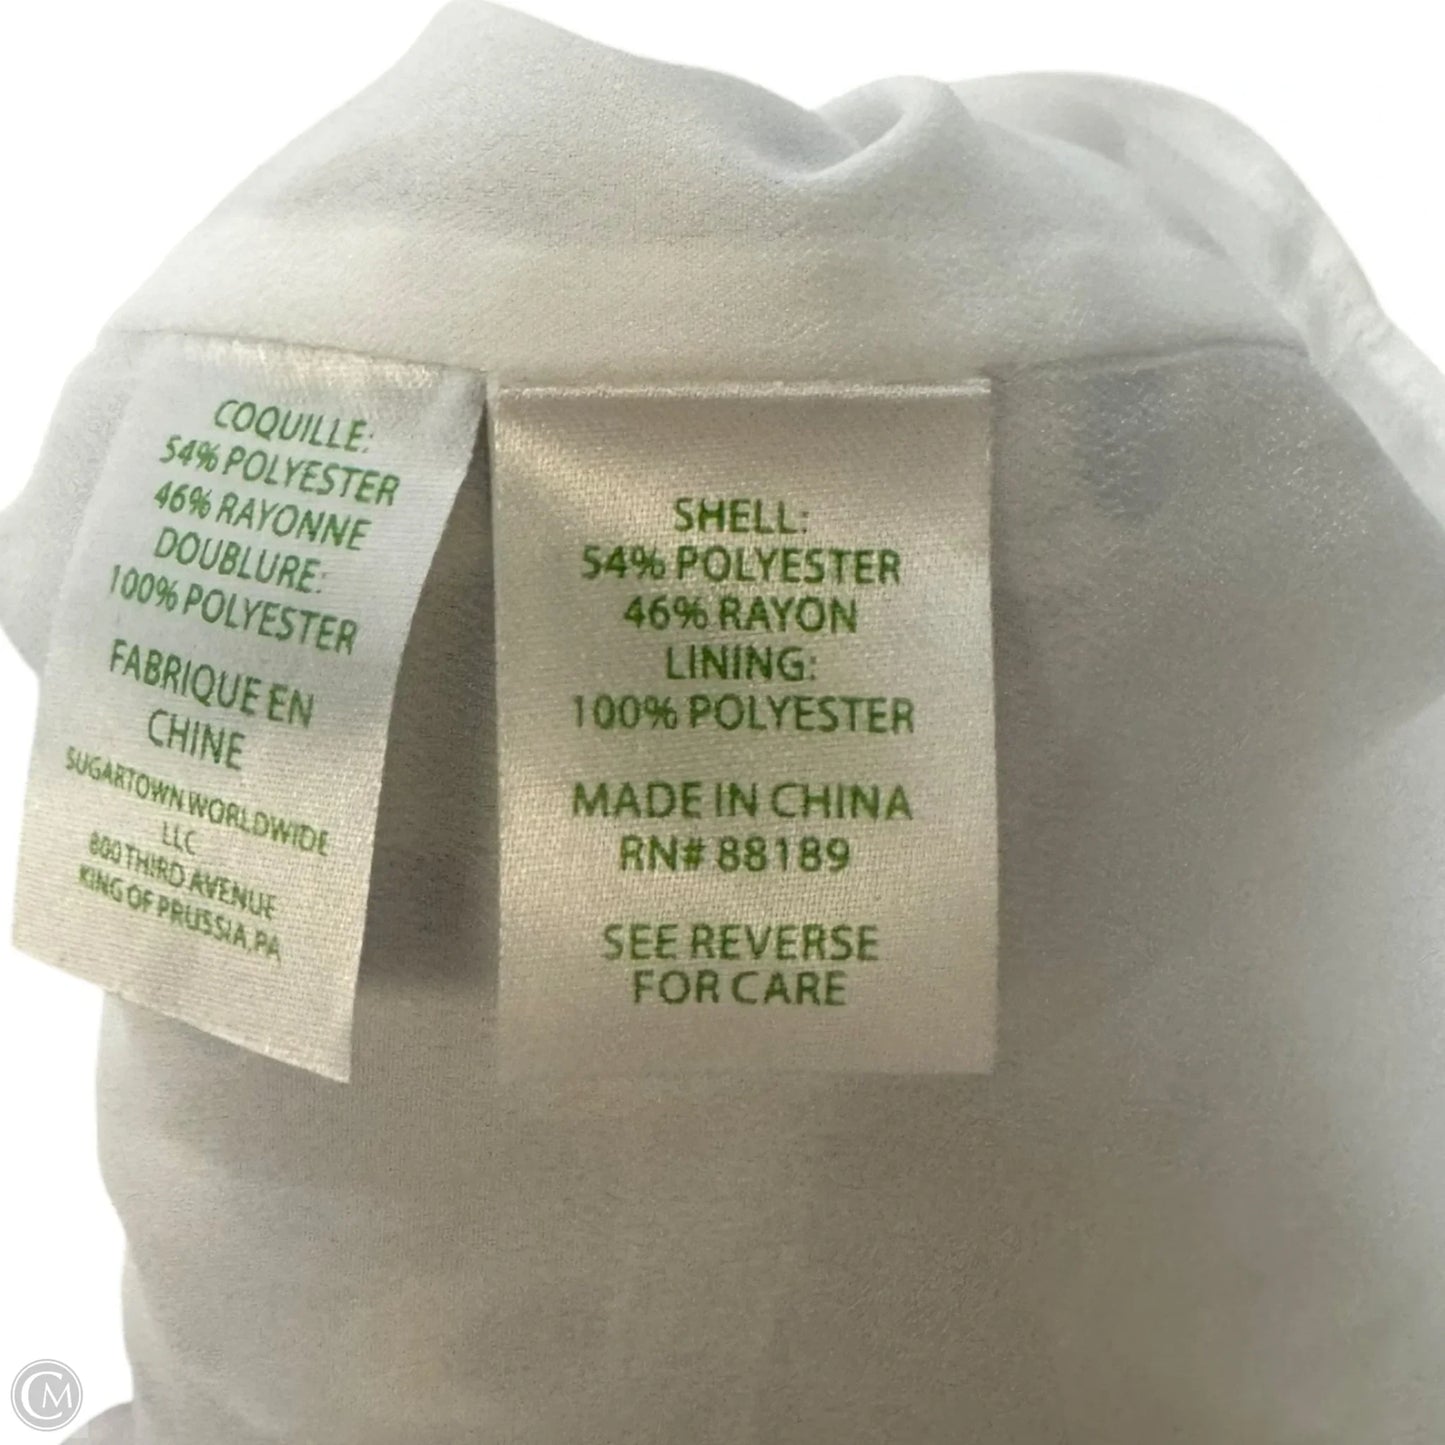 COQUILLE:
54% POLYESTER
46% RAYONNE
DOUBLURE:
100% POLYESTER
FABRIQUE EN
CHINE
SUGARTOWN WORLDWIDE
LLC
800 THIRD AVENUE
KING OF PRUSSIA, PA
SHELL:
54% POLYESTER
46% RAYON
LINING:
100% POLYESTER
MADE IN CHINA
RN# 88189
SEE REVERSE
FOR CARE
CM